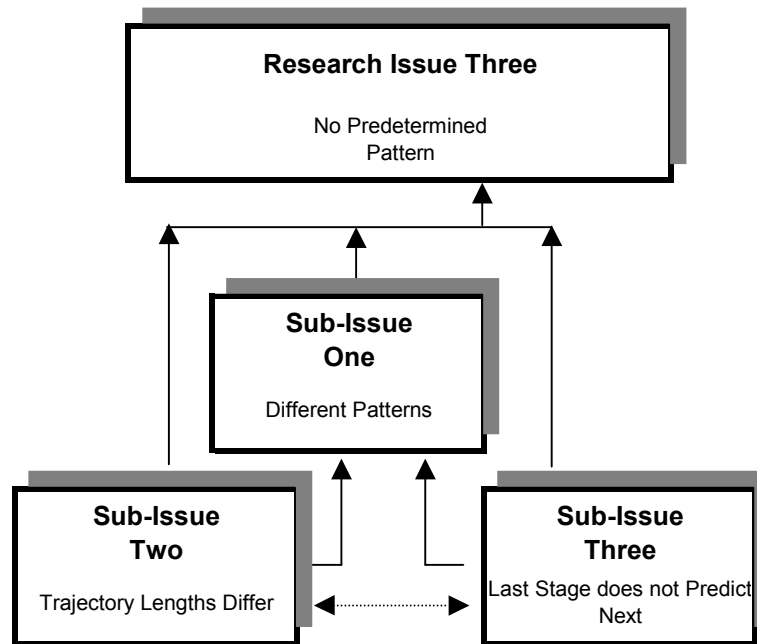 Research Issue Three
No Predetermined
Pattern
Sub-Issue
One
Different Patterns
Sub-Issue
Two
Trajectory Lengths Differ
Sub-Issue
Three
Last Stage does not Predict
Next